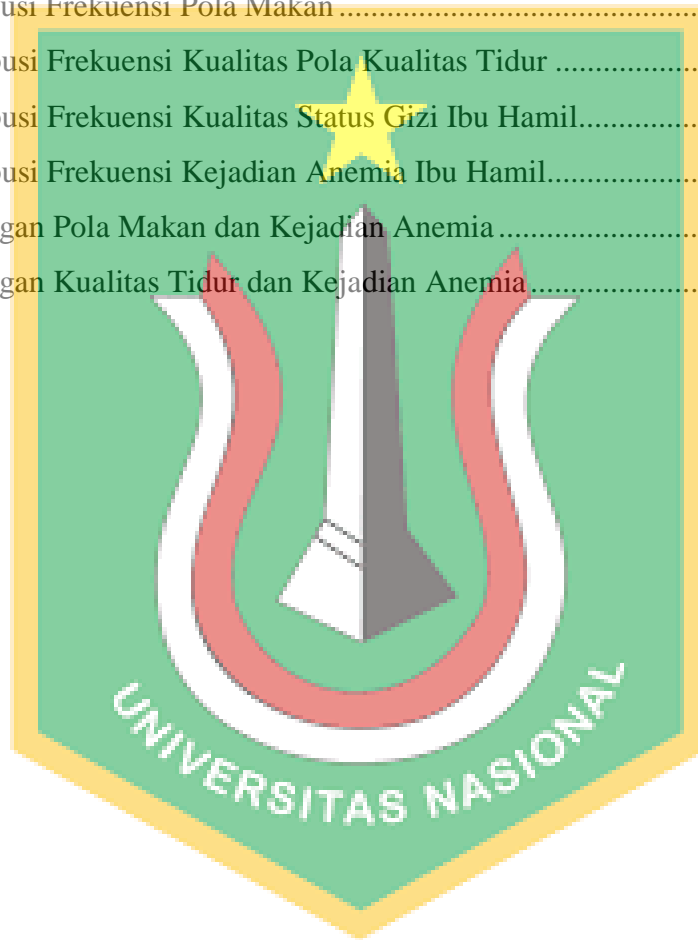 usi Frekuensi Pola Makan ........................................
usi Frekuensi Kualitas Pola Kualitas Tidur ..................
usi Frekuensi Kualitas Status Gizi Ibu Hamil...............
usi Frekuensi Kejadian Anemia Ibu Hamil...................
gan Pola Makan dan Kejadian Anemia .........................
gan Kualitas Tidur dan Kejadian Anemia.....................
UNIVERSITAS NASIONAL